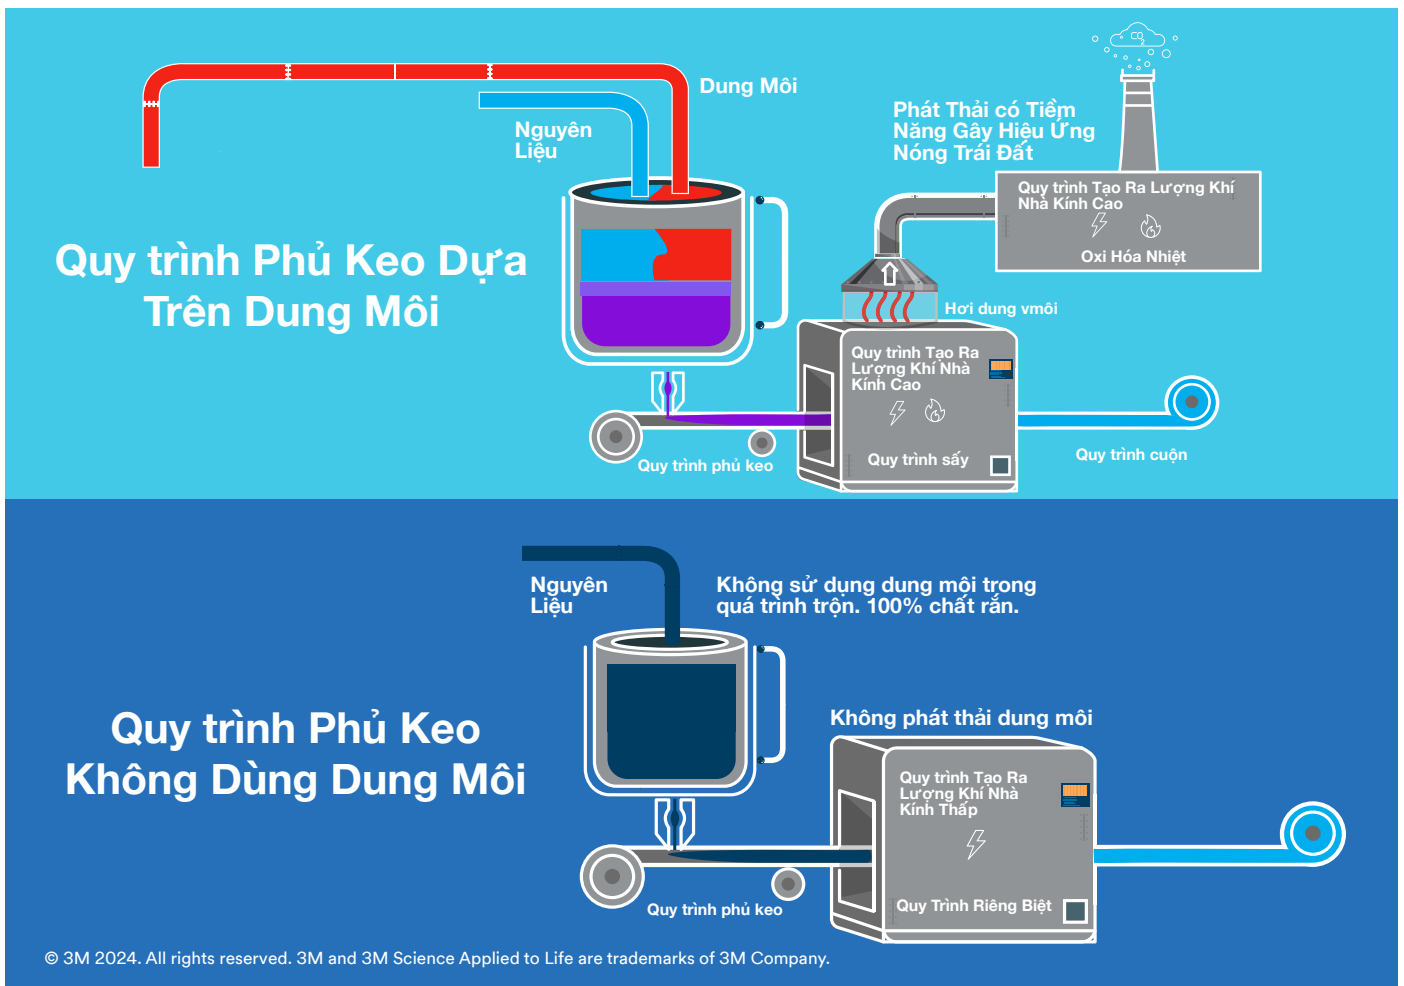 CO2
Dung Môi
Nguyên
Liệu
Phát Thải có Tiềm
Năng Gây Hiệu Ứng
Nóng Trái Đất
Quy trình Tạo Ra Lượng Khí
Nhà Kính Cao
Oxi Hóa Nhiệt
Quy trình Phủ Keo Dựa
Trên Dung Môi
Hơi dung vmôi
Quy trình Tạo Ra
Lượng Khí Nhà
Kính Cao
Quy trình sấy
Quy trình phủ keo
Quy trình cuộn
Nguyên
Liệu
Không sử dụng dung môi trong
quá trình trộn. 100% chất rắn.
Quy trình Phủ Keo
Không Dùng Dung Môi
Không phát thải dung môi
Quy trình Tạo Ra
Lượng Khí Nhà
Kính Thấp
Quy Trình Riêng Biệt
Quy trình phủ keo
© 3M 2024. All rights reserved. 3M and 3M Science Applied to Life are trademarks of 3M Company.